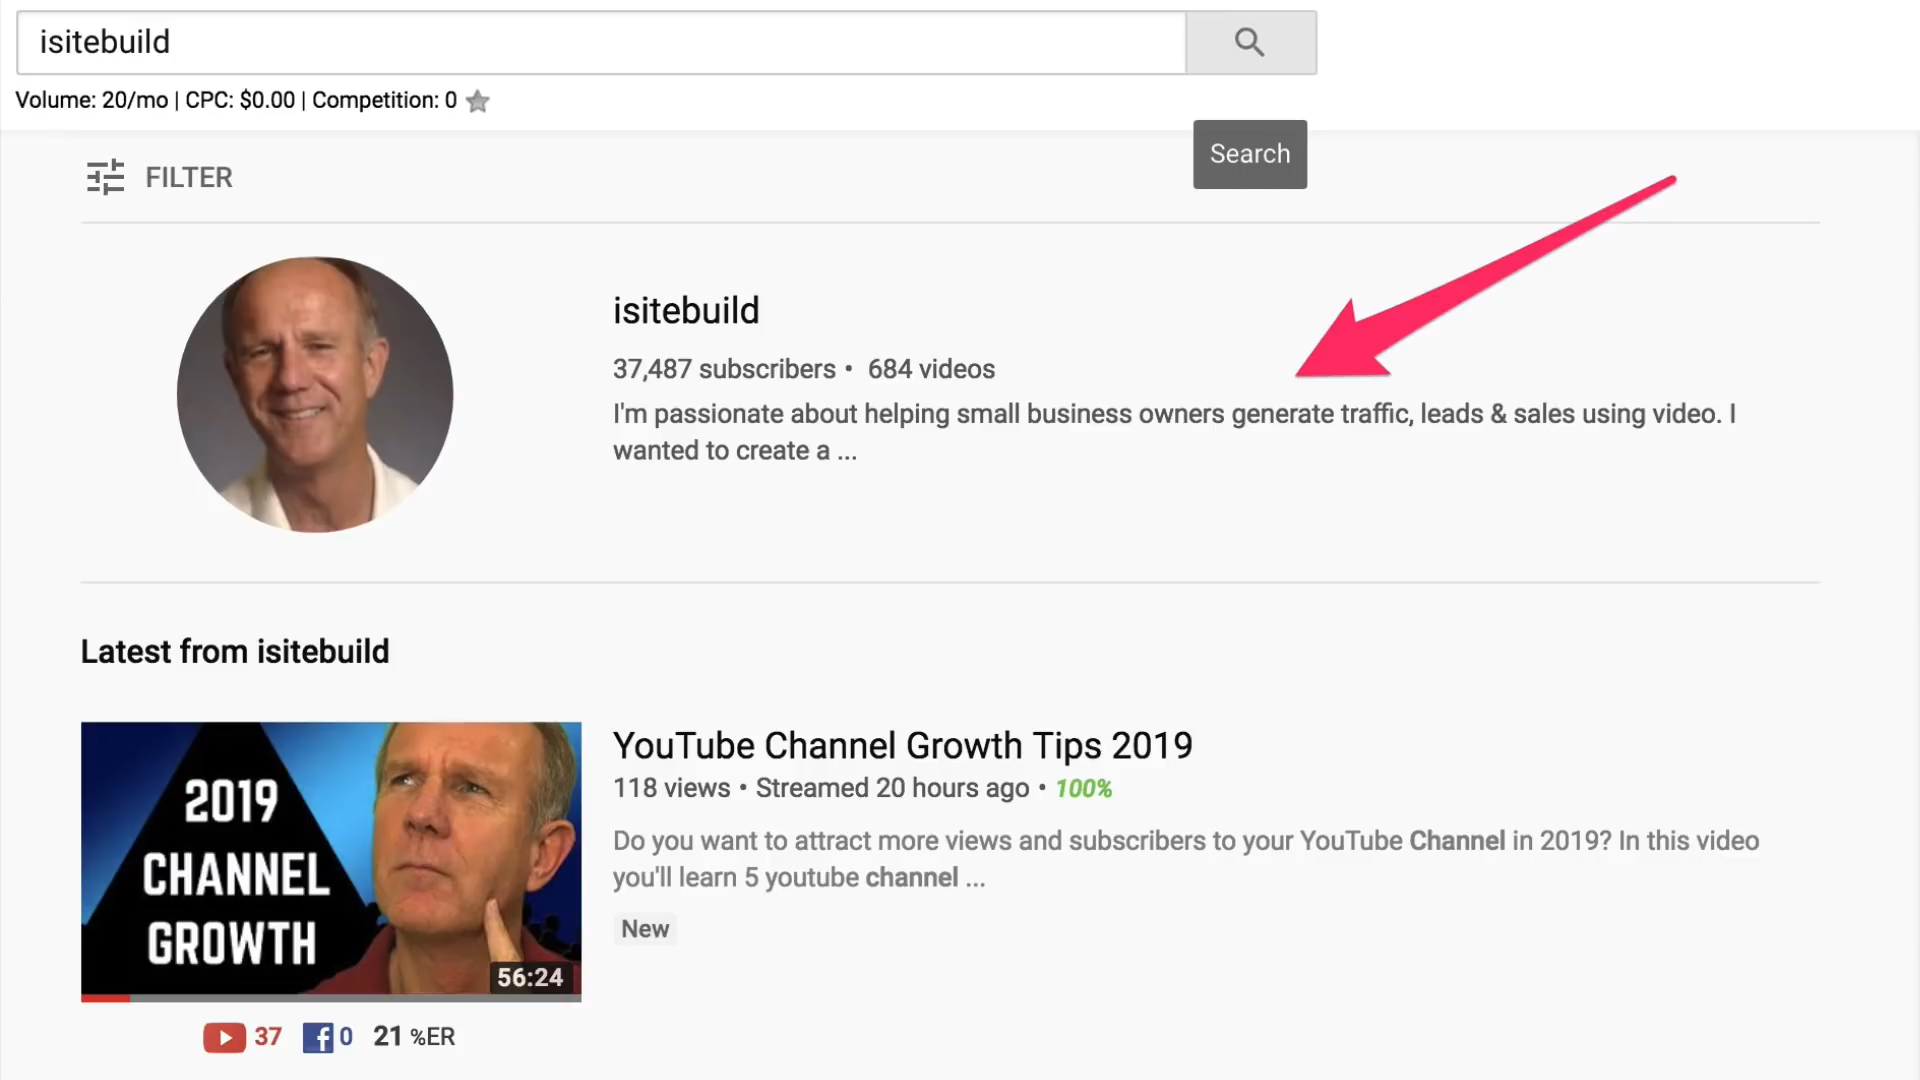 isitebuild
Volume: 20/mo | CPC: $0.00 | Competition: 0
Search
FILTER
isitebuild
37,487 subscribers • 684 videos
I'm passionate about helping small business owners generate traffic, leads & sales using video. I
wanted to create a ...
Latest from isitebuild
2019
CHANNEL
GROWTH
56:24
YouTube Channel Growth Tips 2019
118 views • Streamed 20 hours ago • 100%
Do you want to attract more views and subscribers to your YouTube Channel in 2019? In this video
you'll learn 5 youtube channel ...
New
37 f 0 21 %ER